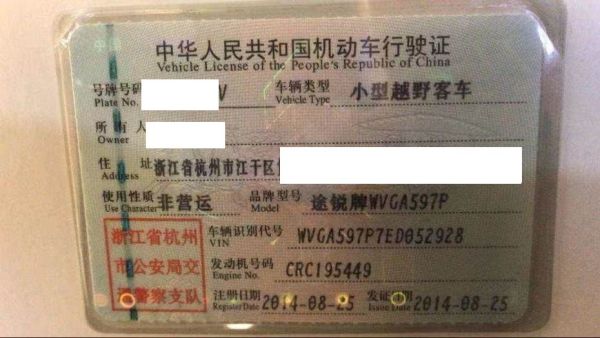 中华人民共和国机动车行驶证
Vehicle License of the People's Republic of China
号牌号码 V 车辆类型 小型越野客车
Plate No. Vehicle Type
所有人
Owner
住址 浙江省杭州市江干区
Address
使用性质 非营运 品牌型号 途锐牌WVGA597P
Use Character Model
浙江省杭州 车辆识别代号 WVGA597P7ED052928
VIN
市公安局交 发动机号码 CRC195449
Engine No.
通警察支队 注册日期 2014-08-25 发证日期 2014-08-25
Register Date Issue Date